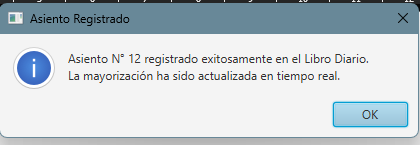 Asiento Registrado
Asiento N° 12 registrado exitosamente en el Libro Diario.
La mayorización ha sido actualizada en tiempo real.
OK